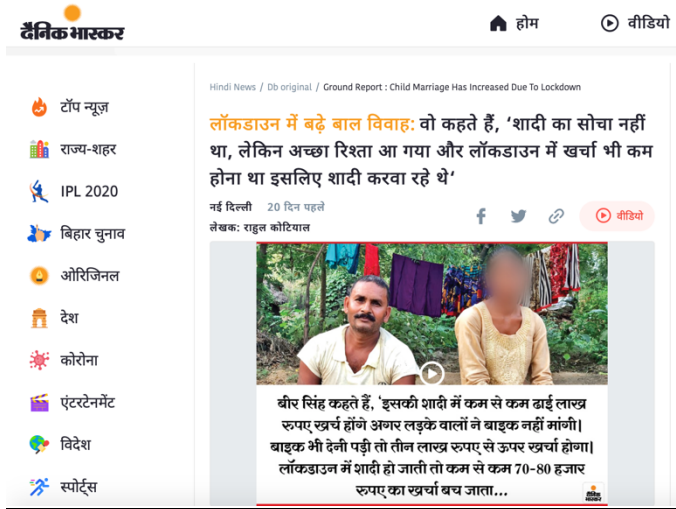 दैनिक भास्कर
होम
वीडियो
टॉप न्यूज़
राज्य-शहर
IPL 2020
बिहार चुनाव
ओरिजिनल
देश
कोरोना
एंटरटेनमेंट
विदेश
स्पोर्ट्स
Hindi News / Db original / Ground Report : Child Marriage Has Increased Due To Lockdown
लॉकडाउन में बढ़े बाल विवाह: वो कहते हैं, ‘शादी का सोचा नहीं
था, लेकिन अच्छा रिश्ता आ गया और लॉकडाउन में खर्चा भी कम
होना था इसलिए शादी करवा रहे थे‘
नई दिल्ली 20 दिन पहले
लेखक: राहुल कोटियाल
वीडियो
बीर सिंह कहते हैं, ‘इसकी शादी में कम से कम ढाई लाख
रुपए खर्च होंगे अगर लड़के वालों ने बाइक नहीं मांगी।
बाइक भी देनी पड़ी तो तीन लाख रुपए से ऊपर खर्चा होगा।
लॉकडाउन में शादी हो जाती तो कम से कम 70-80 हजार
रुपए का खर्चा बच जाता...
दैनिक भास्कर